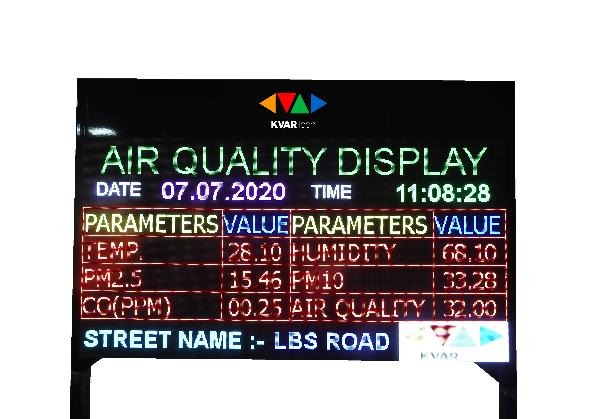 KVAR
AIR QUALITY DISPLAY
DATE 07.07.2020 TIME 11:08:28
PARAMETERS VALUE PARAMETERS VALUE
TEMP. 28.10 HUMIDITY 68.10
PM2.5 15.46 PM10 33.28
CO(PPM) 00.25 AIR QUALITY 32.00
STREET NAME :- LBS ROAD
KVAR